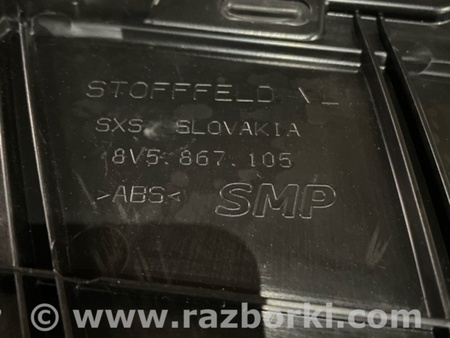 STOFFFELD VL
SXS SLOVAKIA
8V5.867.105
>ABS< SMP
© www.razborki.com